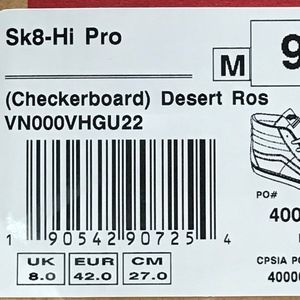 Sk8-Hi Pro
M 9
(Checkerboard) Desert Ros
VN000VHGU22
PO#
400
1 90542 90725 4
UK EUR CM
8.0 42.0 27.0
CPSIA PO
40000